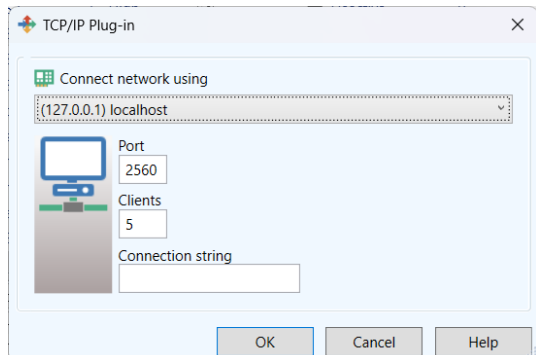 TCP/IP Plug-in
Connect network using
(127.0.0.1) localhost
Port
2560
Clients
5
Connection string
OK Cancel Help